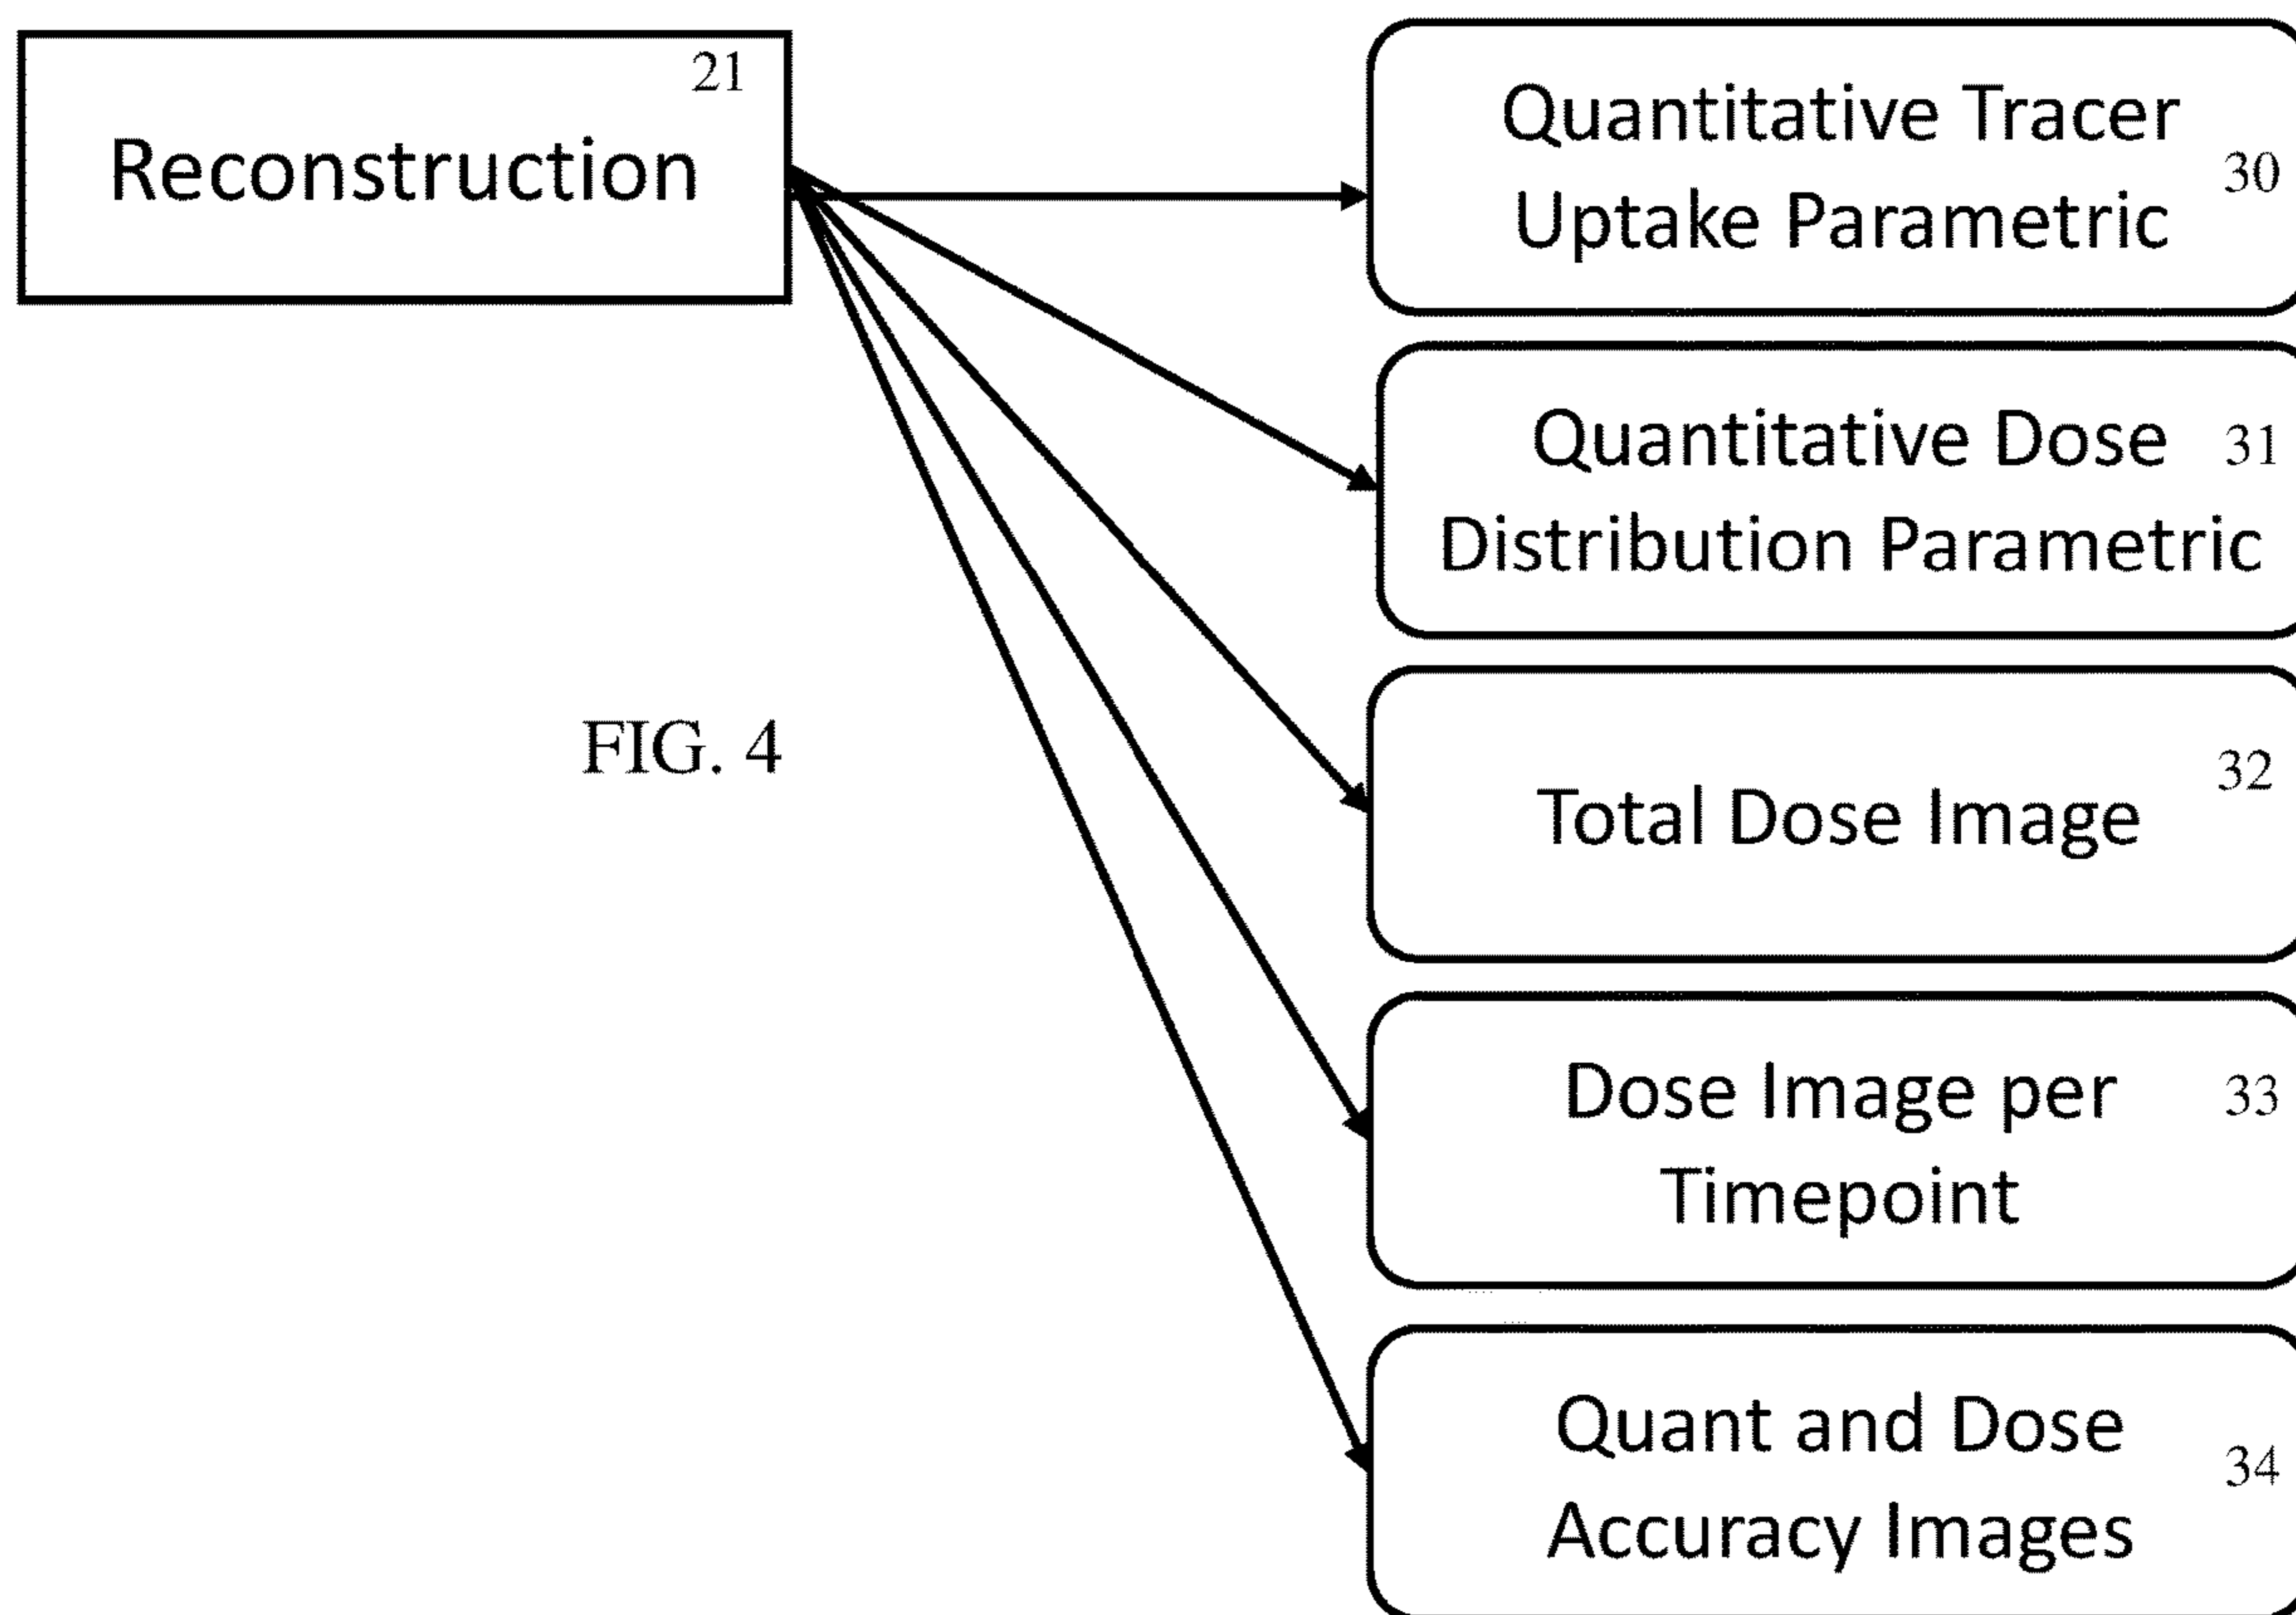 21
Reconstruction
Quantitative Tracer
30
Uptake Parametric
Quantitative Dose 31
Distribution Parametric
FIG. 4
32
Total Dose Image
Dose Image per 33
Timepoint
Quant and Dose
34
Accuracy Images